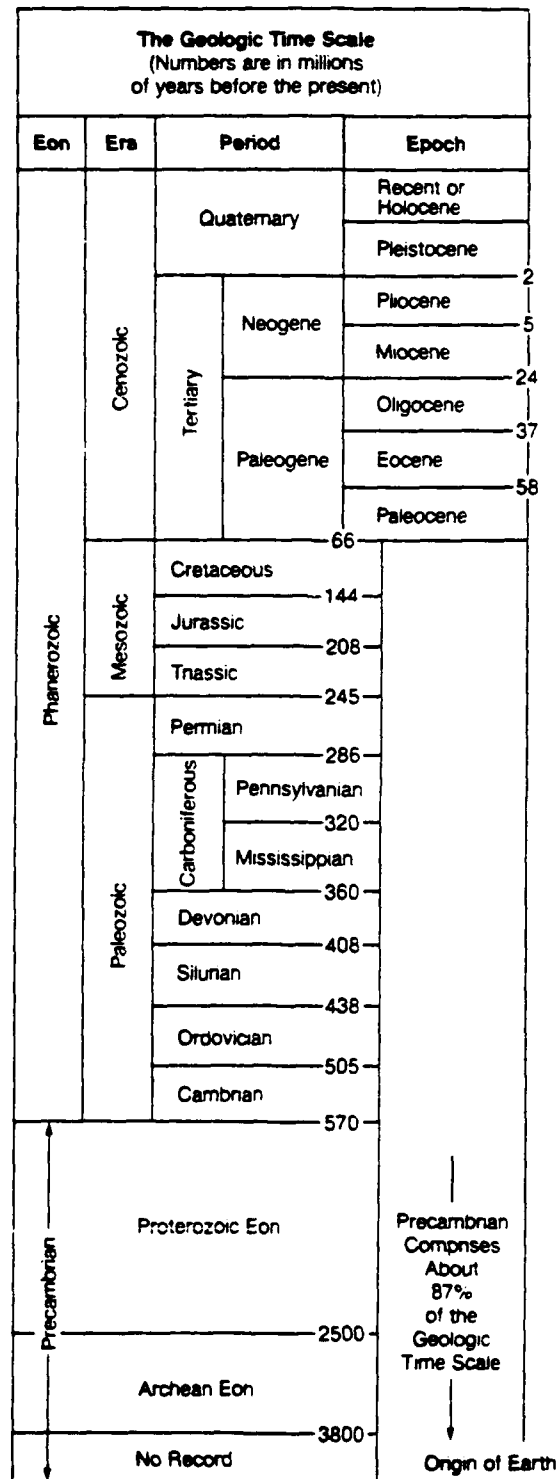 The Geologic Time Scale
(Numbers are in millions
of years before the present)
Eon Era Period Epoch
Phanerozoic
Cenozoic
Quaternary
Recent or
Holocene
Pleistocene
2
Tertiary
Neogene
Pliocene
5
Miocene
24
Paleogene
Oligocene
37
Eocene
58
Paleocene
66
Mesozoic
Cretaceous
144
Jurassic
208
Triassic
245
Paleozoic
Permian
286
Carboniferous
Pennsylvanian
320
Mississippian
360
Devonian
408
Silurian
438
Ordovician
505
Cambrian
570
Precambrian
Proterozoic Eon
2500
Archean Eon
3800
No Record
Precambrian
Comprises
About
87%
of the
Geologic
Time Scale
Origin of Earth